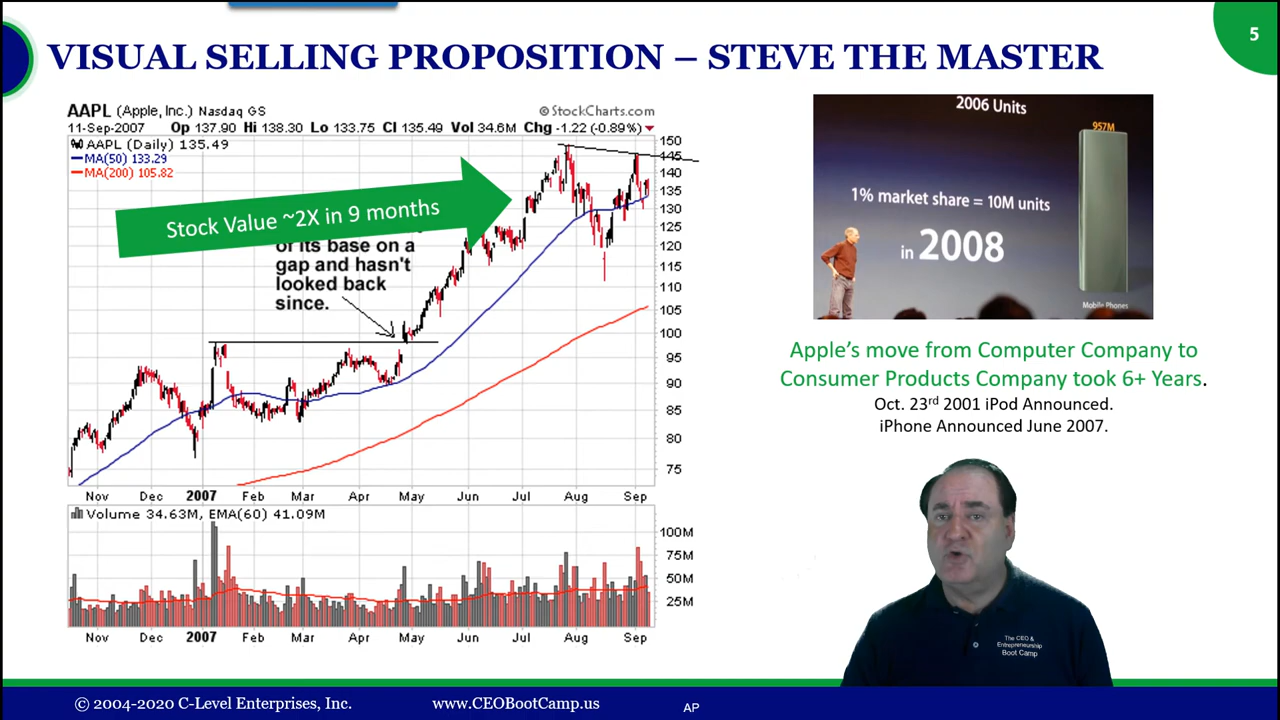 5
VISUAL SELLING PROPOSITION – STEVE THE MASTER
AAPL (Apple, Inc.) Nasdaq GS
©StockCharts.com
11-Sep-2007 Op 137.90 Hi 138.30 Lo 133.75 Cl 135.49 Vol 34.6M Chg -1.22 (-0.89%)
AAPL (Daily) 135.49
MA(50) 133.29
MA(200) 105.82
Stock Value ~2X in 9 months
of its base on a
gap and hasn't
looked back
since.
150
145
140
135
130
125
120
115
110
105
100
95
90
85
80
75
Nov Dec 2007 Feb Mar Apr May Jun Jul Aug Sep
Volume 34.63M, EMA(60) 41.09M
100M
75M
50M
25M
Nov Dec 2007 Feb Mar Apr May Jun Jul Aug Sep
2006 Units
957M
1% market share = 10M units
in 2008
Mobile Phones
Apple's move from Computer Company to
Consumer Products Company took 6+ Years.
Oct. 23rd 2001 iPod Announced.
iPhone Announced June 2007.
The CEO &
Entrepreneurship
Boot Camp
© 2004-2020 C-Level Enterprises, Inc.
www.CEOBootCamp.us
AP